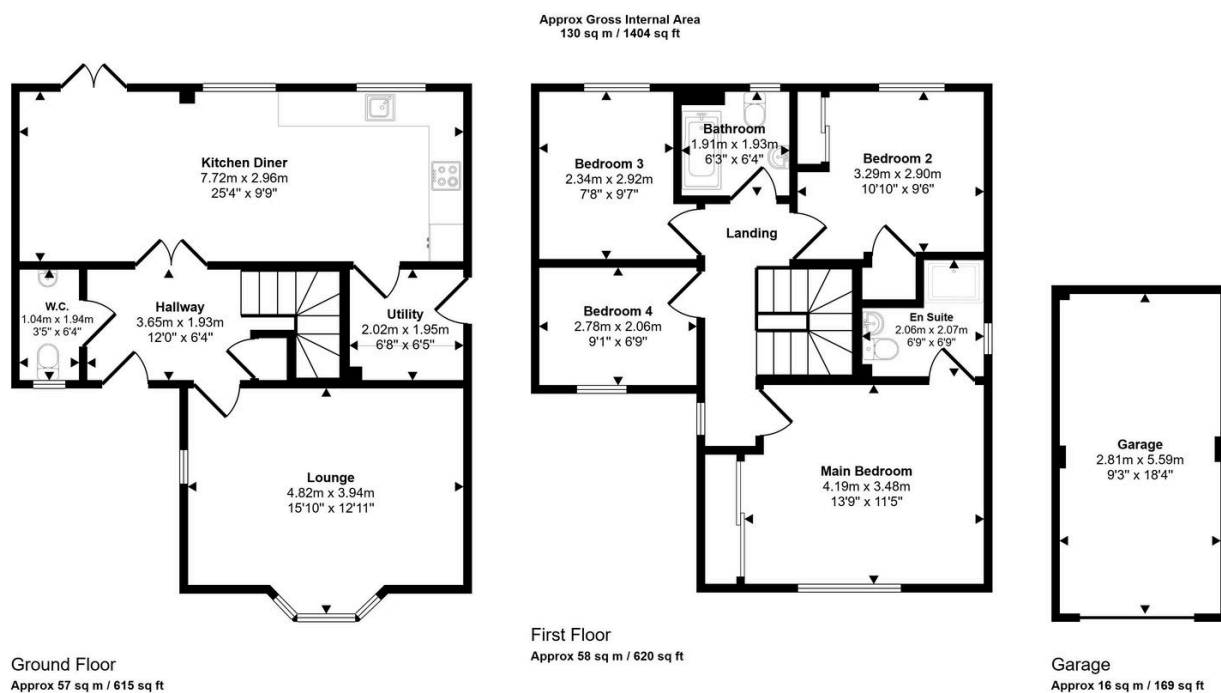 Approx Gross Internal Area
130 sq m / 1404 sq ft
Kitchen Diner
7.72m x 2.96m
25'4" x 9'9"
W.C.
1.04m x 1.94m
3'5" x 6'4"
Hallway
3.65m x 1.93m
12'0" x 6'4"
Utility
2.02m x 1.95m
6'8" x 6'5"
Lounge
4.82m x 3.94m
15'10" x 12'11"
Ground Floor
Approx 57 sq m / 615 sq ft
Bedroom 3
2.34m x 2.92m
7'8" x 9'7"
Bathroom
1.91m x 1.93m
6'3" x 6'4"
Bedroom 2
3.29m x 2.90m
10'10" x 9'6"
Landing
Bedroom 4
2.78m x 2.06m
9'1" x 6'9"
En Suite
2.06m x 2.07m
6'9" x 6'9"
Main Bedroom
4.19m x 3.48m
13'9" x 11'5"
First Floor
Approx 58 sq m / 620 sq ft
Garage
2.81m x 5.59m
9'3" x 18'4"
Garage
Approx 16 sq m / 169 sq ft